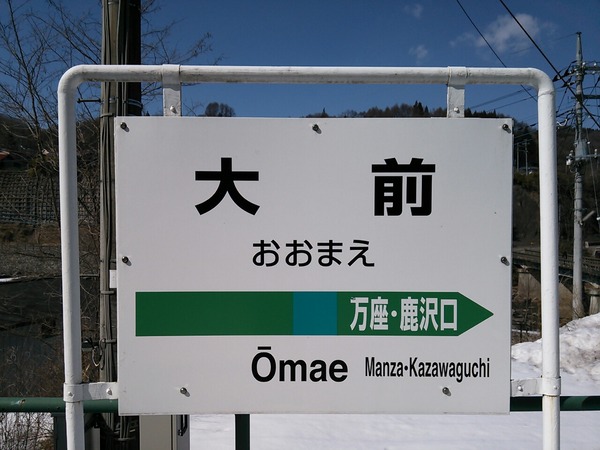 大前
おおまえ
万座・鹿沢口
Ōmae
Manza・Kazawaguchi